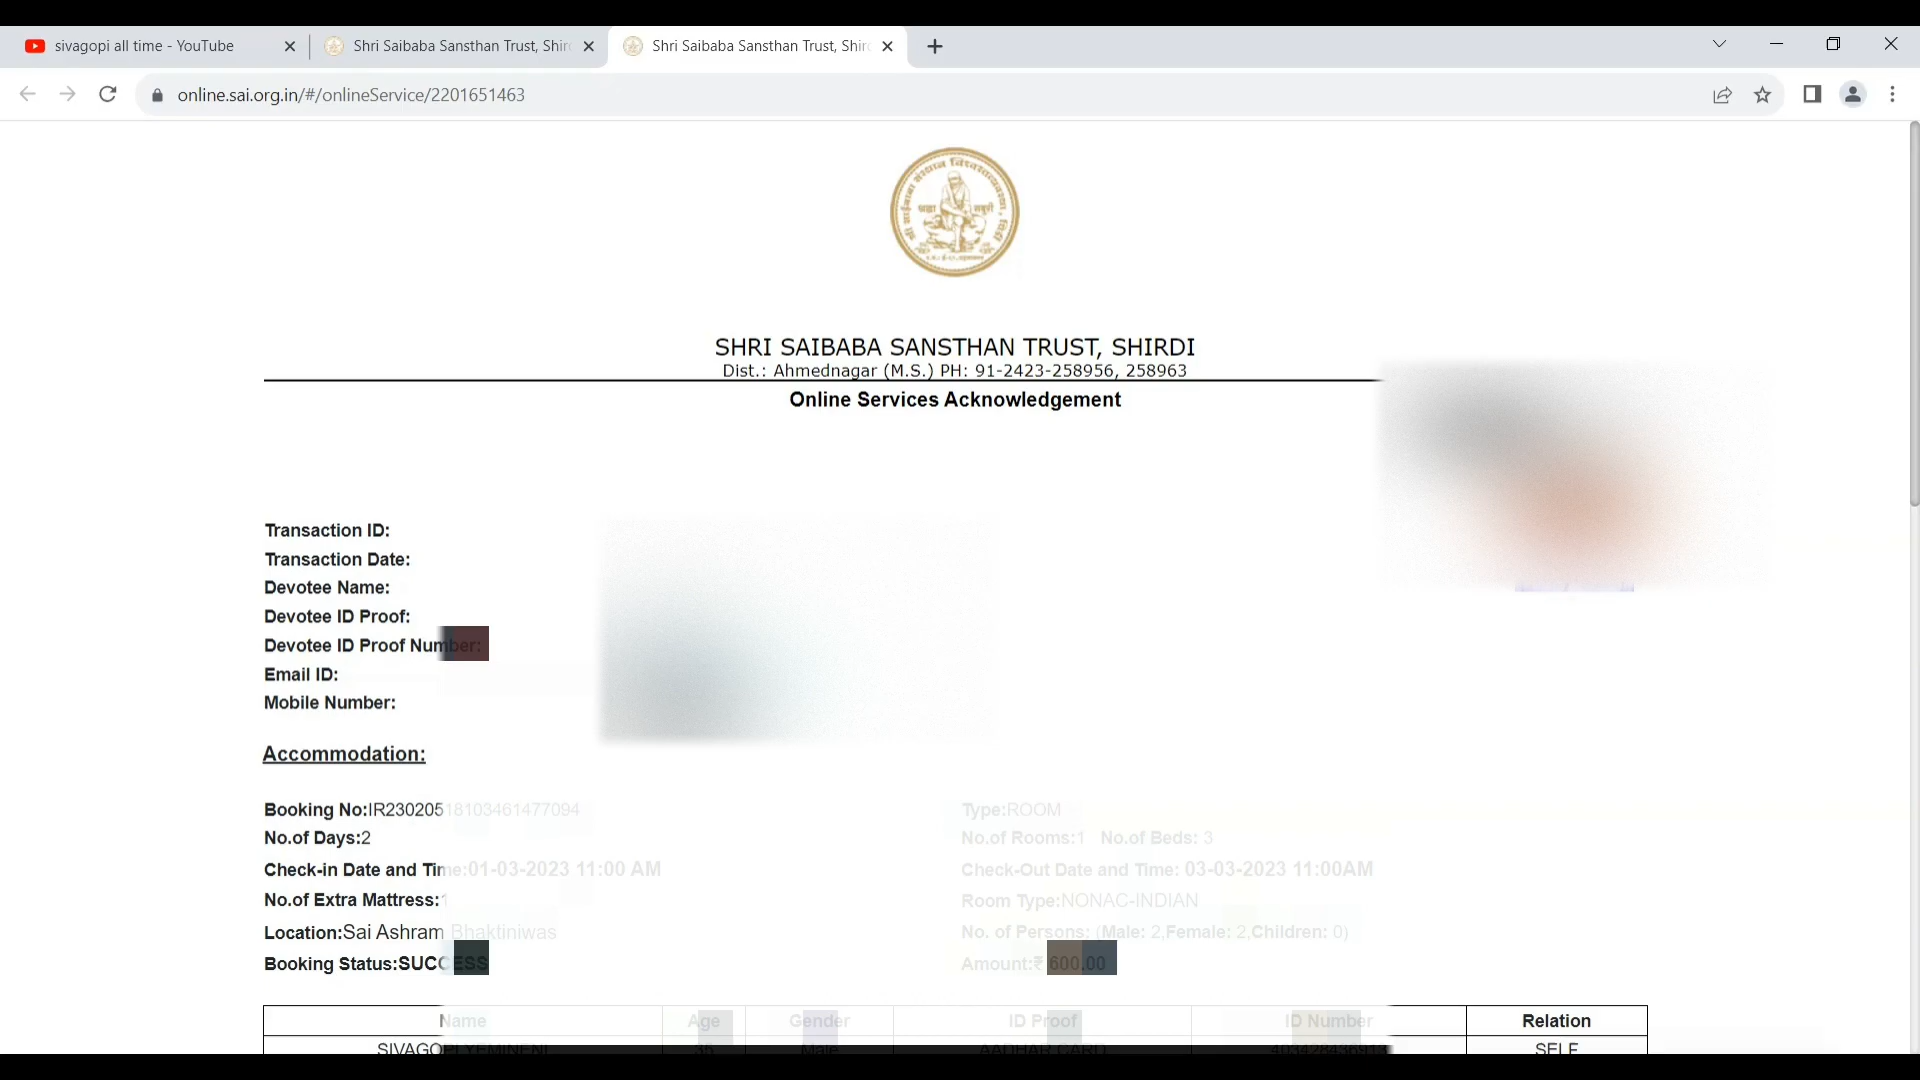 sivagopi all time - YouTube
Shri Saibaba Sansthan Trust, Shir
Shri Saibaba Sansthan Trust, Shir
online.sai.org.in/#/onlineService/2201651463
SHRI SAIBABA SANSTHAN TRUST, SHIRDI
Dist.: Ahmednagar (M.S.) PH: 91-2423-258956, 258963
Online Services Acknowledgement
Transaction ID:
Transaction Date:
Devotee Name:
Devotee ID Proof:
Devotee ID Proof Number:
Email ID:
Mobile Number:
Accommodation:
Booking No:IR23020518103461477094 Type:ROOM
No.of Days:2 No.of Rooms:1 No.of Beds: 3
Check-in Date and Time:01-03-2023 11:00 AM Check-Out Date and Time: 03-03-2023 11:00AM
No.of Extra Mattress:1 Room Type:NONAC-INDIAN
Location:Sai Ashram Bhaktiniwas No. of Persons: (Male: 2,Female: 2,Children: 0)
Booking Status:SUCCESS Amount:₹ 600.00
Name Age Gender ID Proof ID Number Relation
SIVAGOPI YEMINENI Male AADHAR CARD SELF